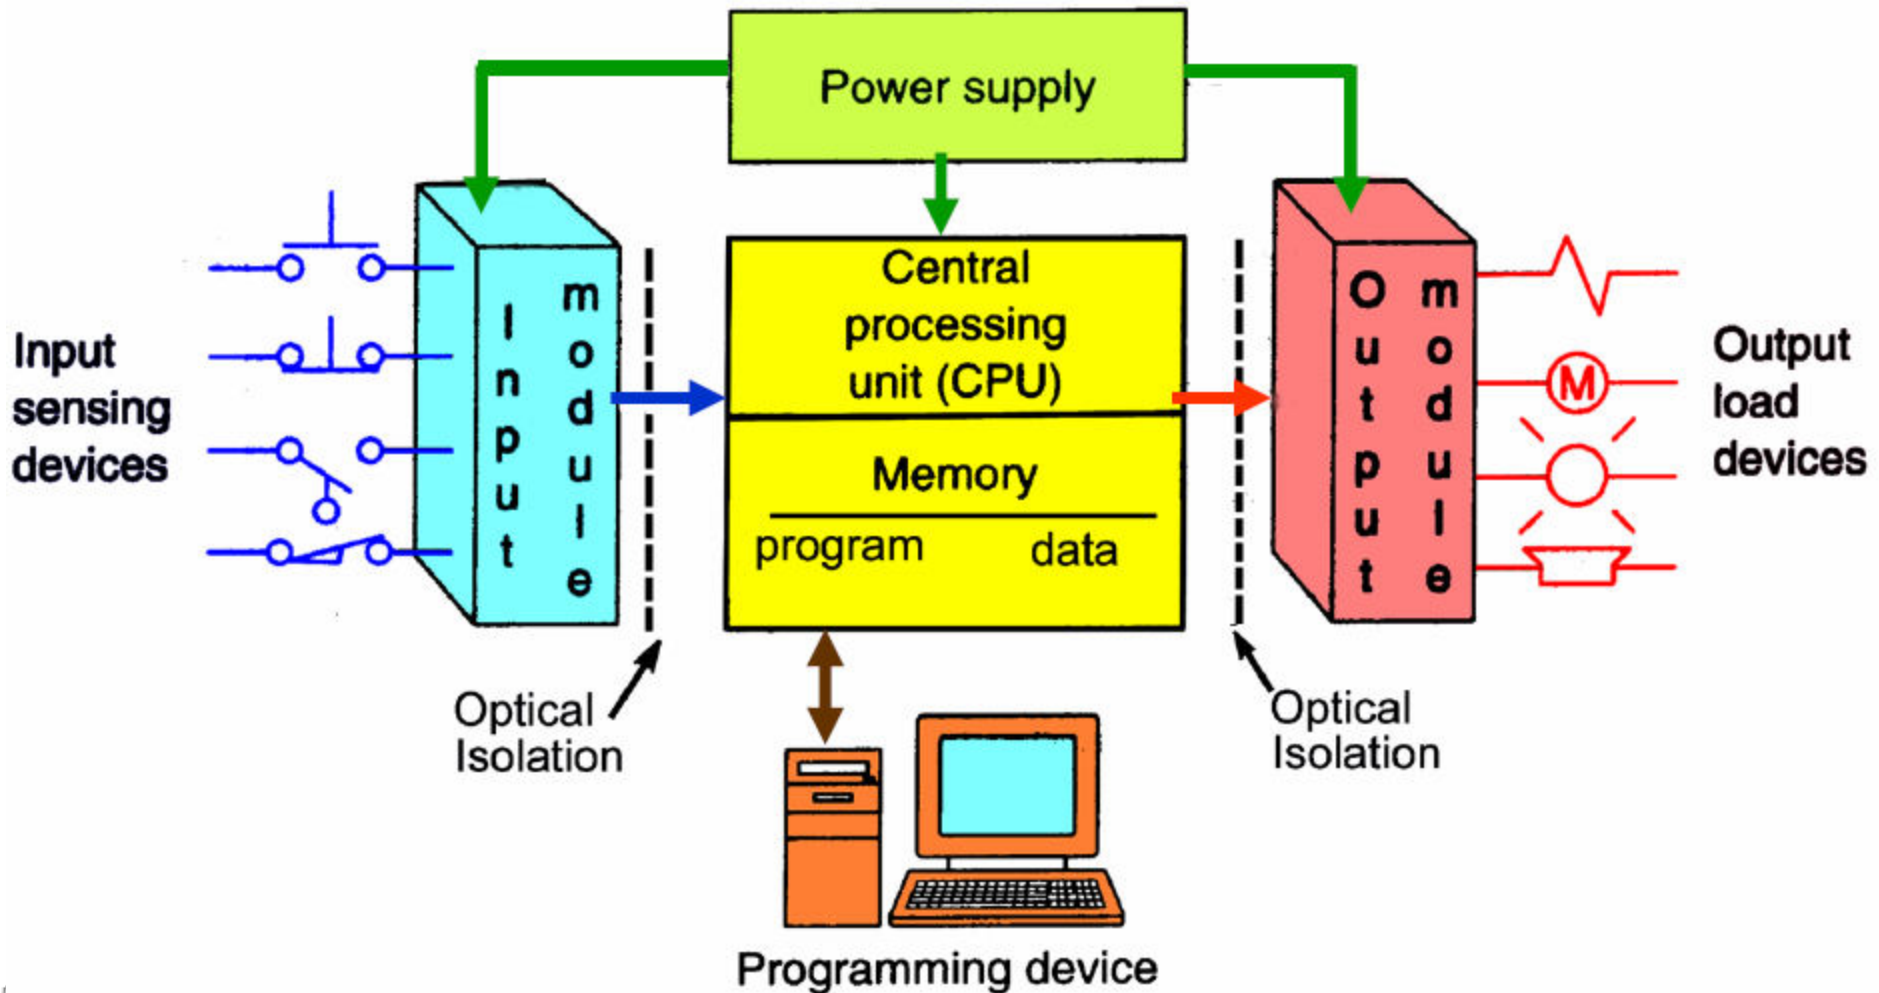 Power supply
Input
sensing
devices
Input
module
Central
processing
unit (CPU)
Memory
program data
Output
module
M
Output
load
devices
Optical
Isolation
Optical
Isolation
Programming device